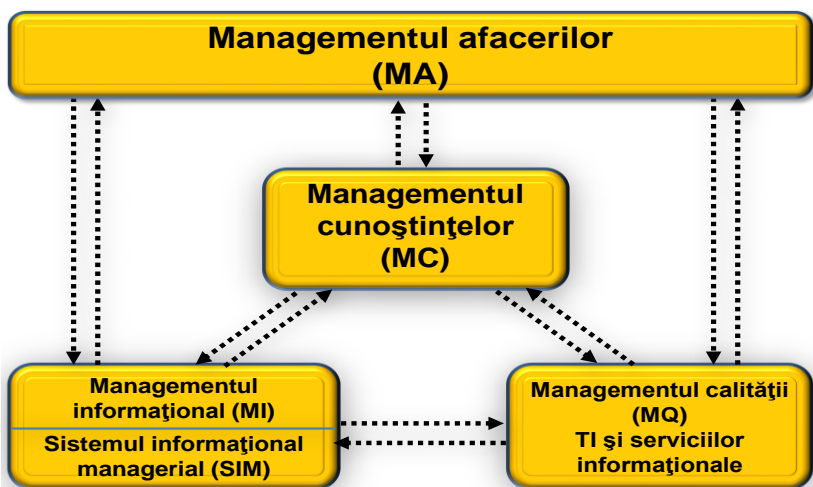 Managementul afacerilor
(MA)
Managementul
cunoştinţelor
(MC)
Managementul
informaţional (MI)
Sistemul informaţional
managerial (SIM)
Managementul calităţii
(MQ)
TI şi serviciilor
informaţionale